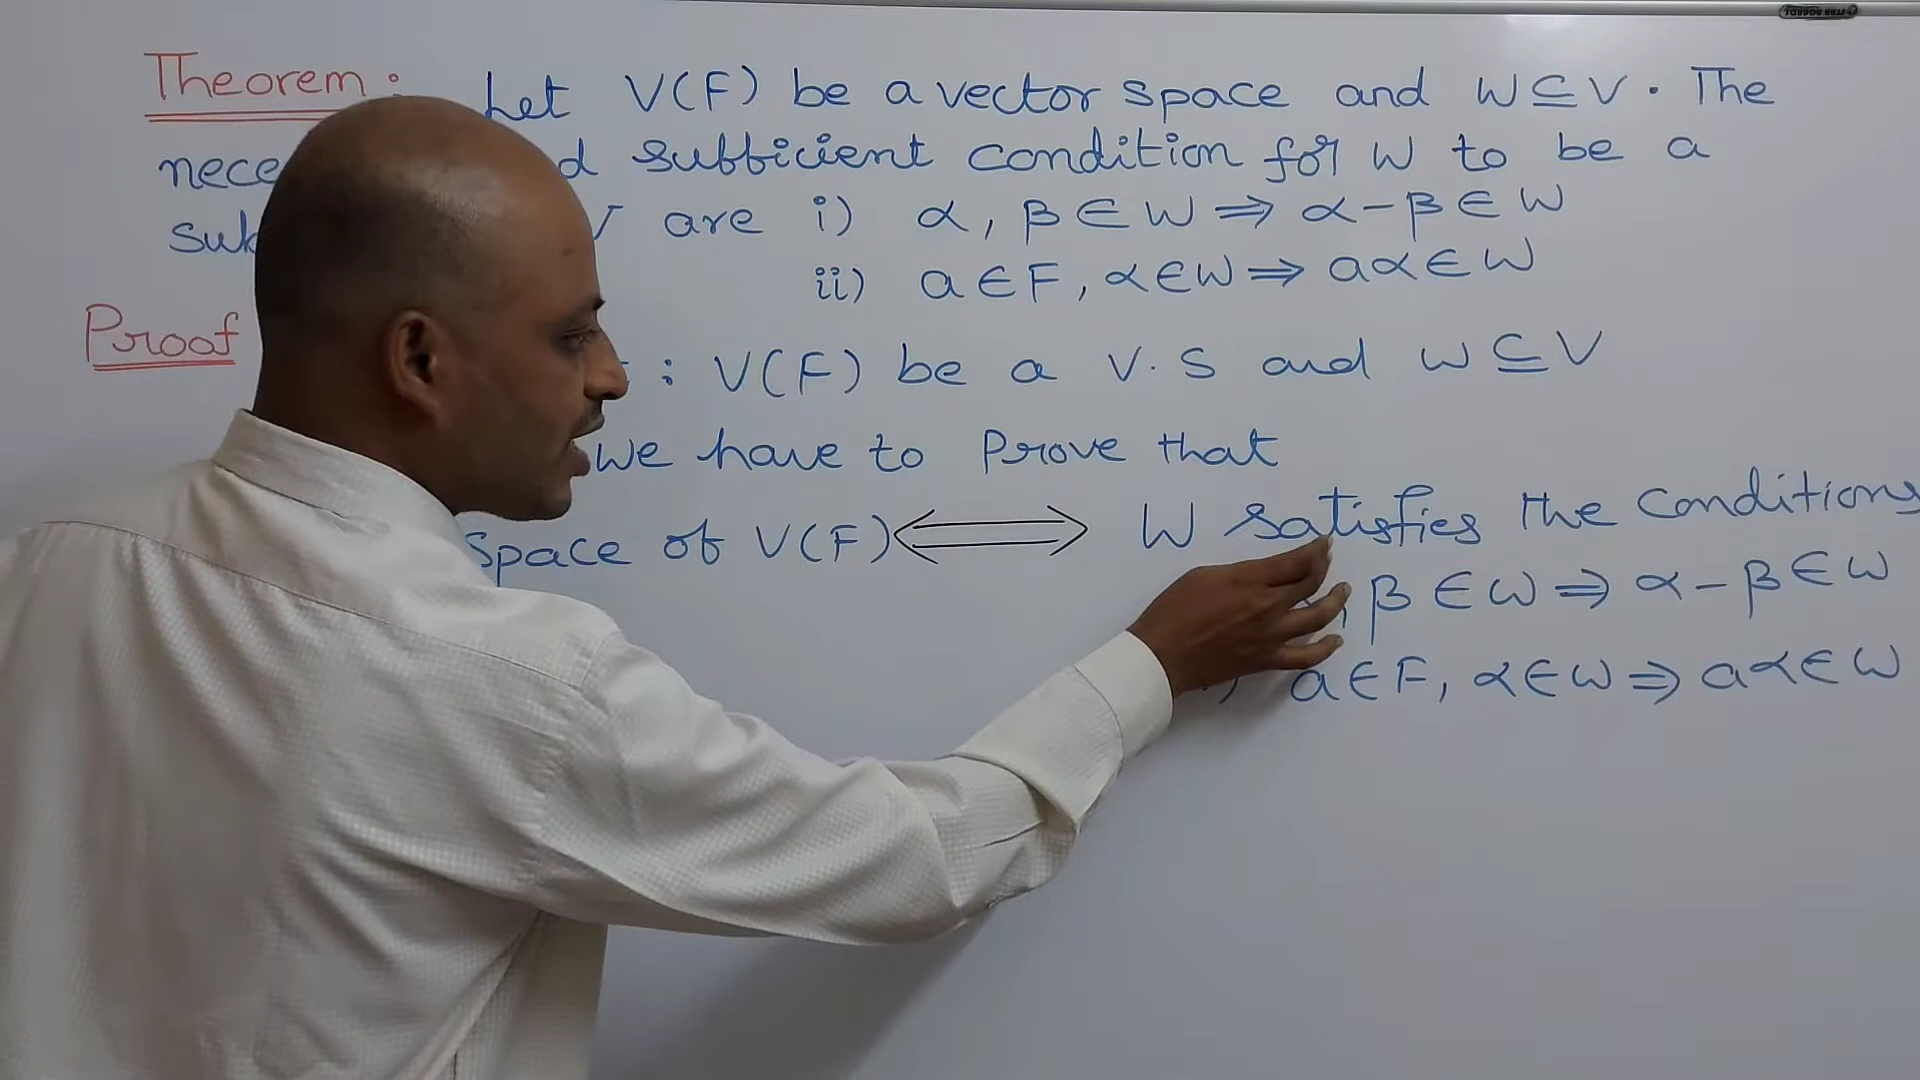 Theorem : Let V(F) be a vector space and W ⊆ V . The
sufficient condition for W to be a
V are i) α, β ∈ W ⇒ α - β ∈ W
ii) a ∈ F, α ∈ W ⇒ aα ∈ W
Proof
: V(F) be a V.S and W ⊆ V
we have to Prove that
space of V(F) ⟺ W satisfies the conditions
, β ∈ W ⇒ α - β ∈ W
a ∈ F, α ∈ W ⇒ aα ∈ W